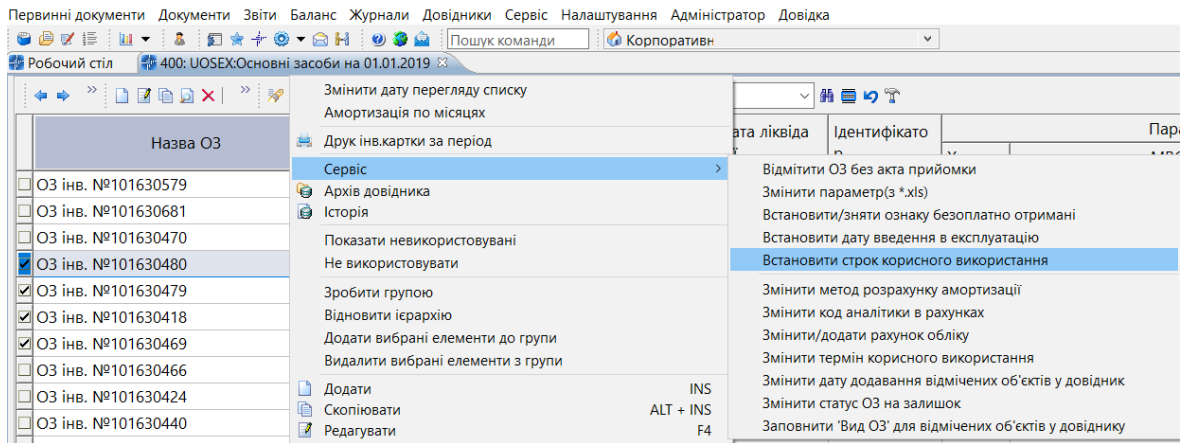 Первинні документи Документи Звіти Баланс Журнали Довідники Сервіс Налаштування Адміністратор Довідка
Пошук команди Корпоративн
Робочий стіл 400: UOSEX:Основні засоби на 01.01.2019
Змінити дату перегляду списку
Амортизація по місяцях
Друк інв.картки за період
Сервіс
Архів довідника
Історія
Показати невикористовувані
Не використовувати
Зробити групою
Відновити ієрархію
Додати вибрані елементи до групи
Видалити вибрані елементи з групи
Додати INS
Скопіювати ALT + INS
Редагувати F4
Назва ОЗ
ата ліквіда Ідентифікато Пара
ОЗ інв. №101630579
ОЗ інв. №101630681
ОЗ інв. №101630470
ОЗ інв. №101630480
ОЗ інв. №101630479
ОЗ інв. №101630418
ОЗ інв. №101630469
ОЗ інв. №101630466
ОЗ інв. №101630424
ОЗ інв. №101630440
Відмітити ОЗ без акта прийомки
Змінити параметр(з *.xls)
Встановити/зняти ознаку безоплатно отримані
Встановити дату введення в експлуатацію
Встановити строк корисного використання
Змінити метод розрахунку амортизації
Змінити код аналітики в рахунках
Змінити/додати рахунок обліку
Змінити термін корисного використання
Змінити дату додавання відмічених об'єктів у довідник
Змінити статус ОЗ на залишок
Заповнити 'Вид ОЗ' для відмічених об'єктів у довіднику